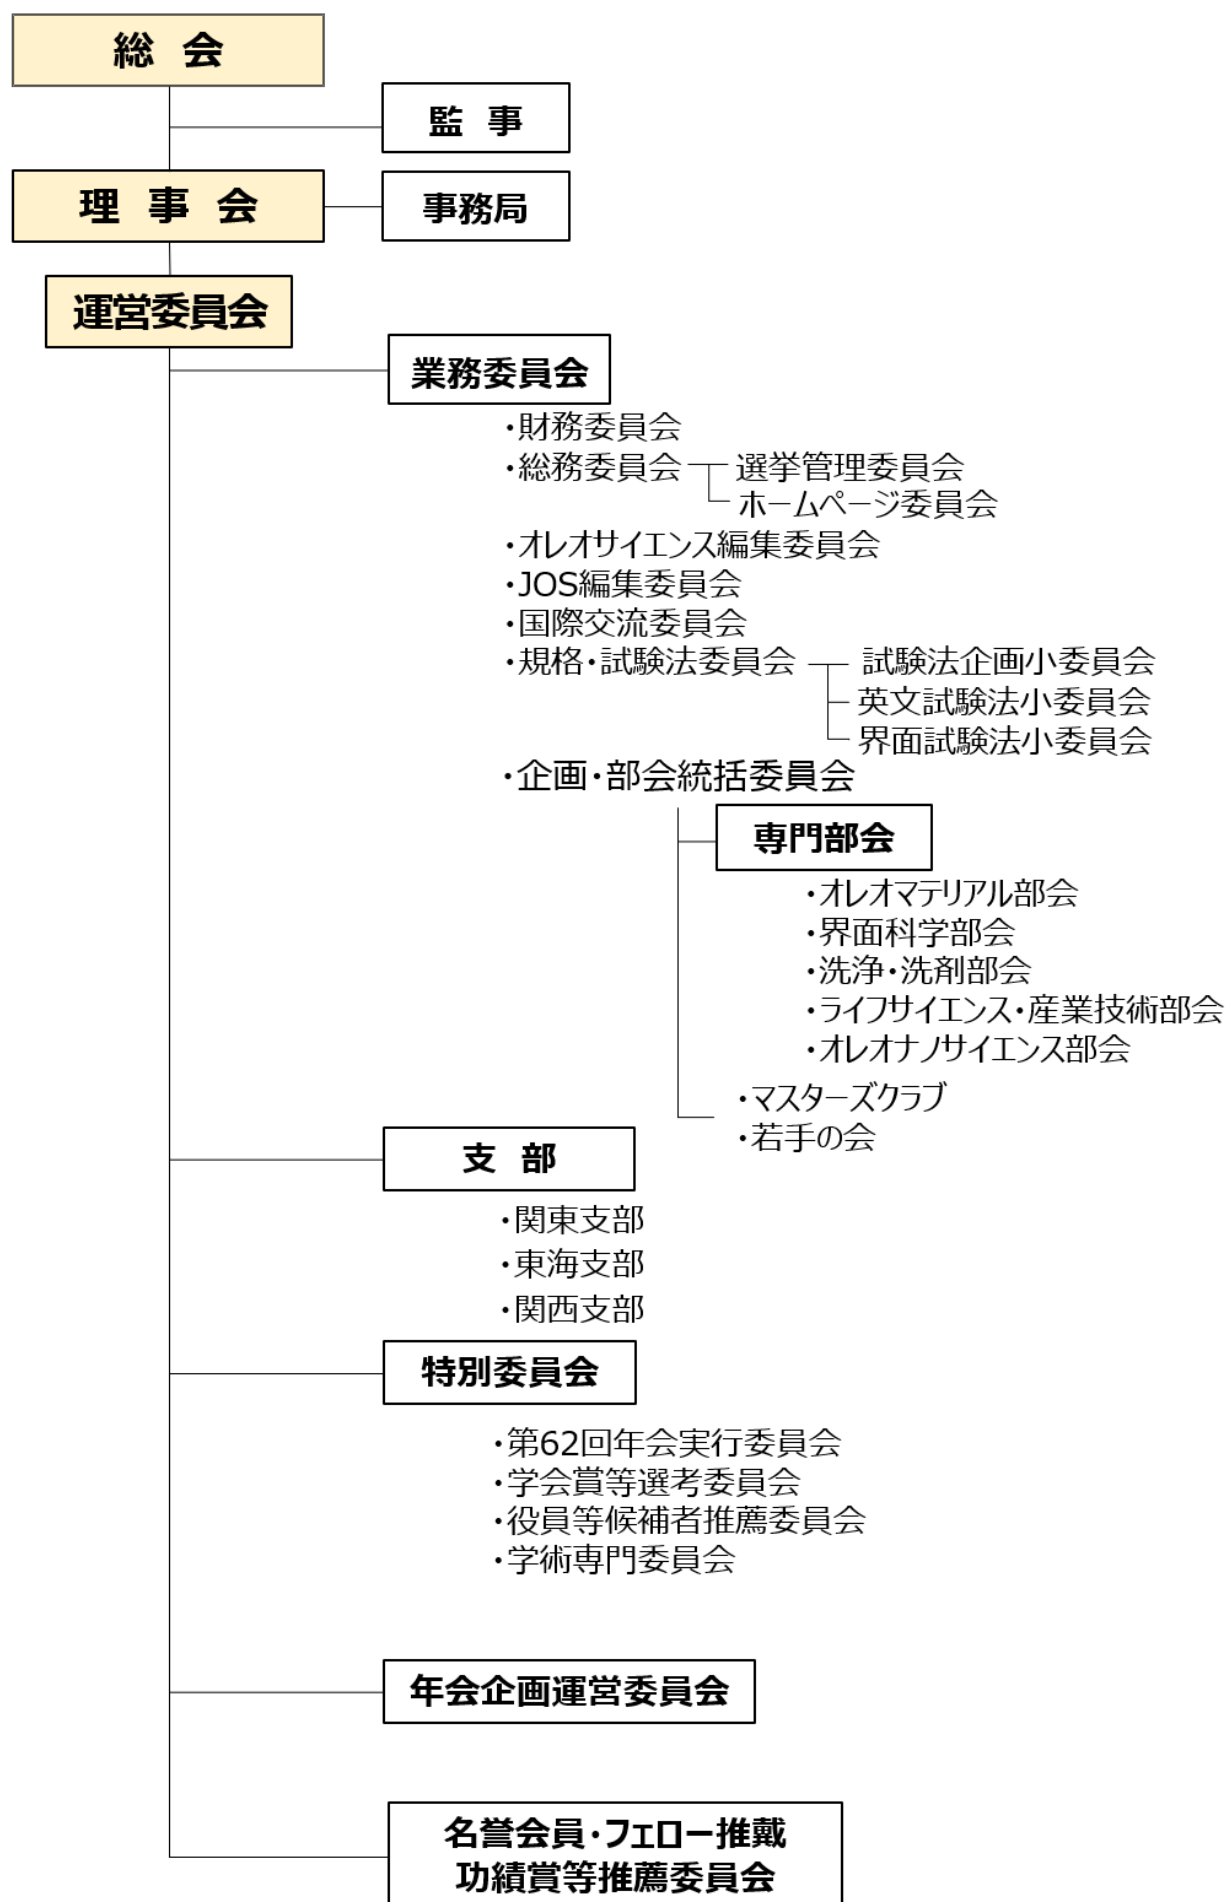 総 会
監 事
理 事 会
事務局
運営委員会
業務委員会
・財務委員会
・総務委員会
選挙管理委員会
ホームページ委員会
・オレオサイエンス編集委員会
・JOS編集委員会
・国際交流委員会
・規格・試験法委員会
試験法企画小委員会
英文試験法小委員会
界面試験法小委員会
・企画・部会統括委員会
専門部会
・オレオマテリアル部会
・界面科学部会
・洗浄・洗剤部会
・ライフサイエンス・産業技術部会
・オレオナノサイエンス部会
・マスターズクラブ
・若手の会
支 部
・関東支部
・東海支部
・関西支部
特別委員会
・第62回年会実行委員会
・学会賞等選考委員会
・役員等候補者推薦委員会
・学術専門委員会
年会企画運営委員会
名誉会員・フェロー推戴
功績賞等推薦委員会